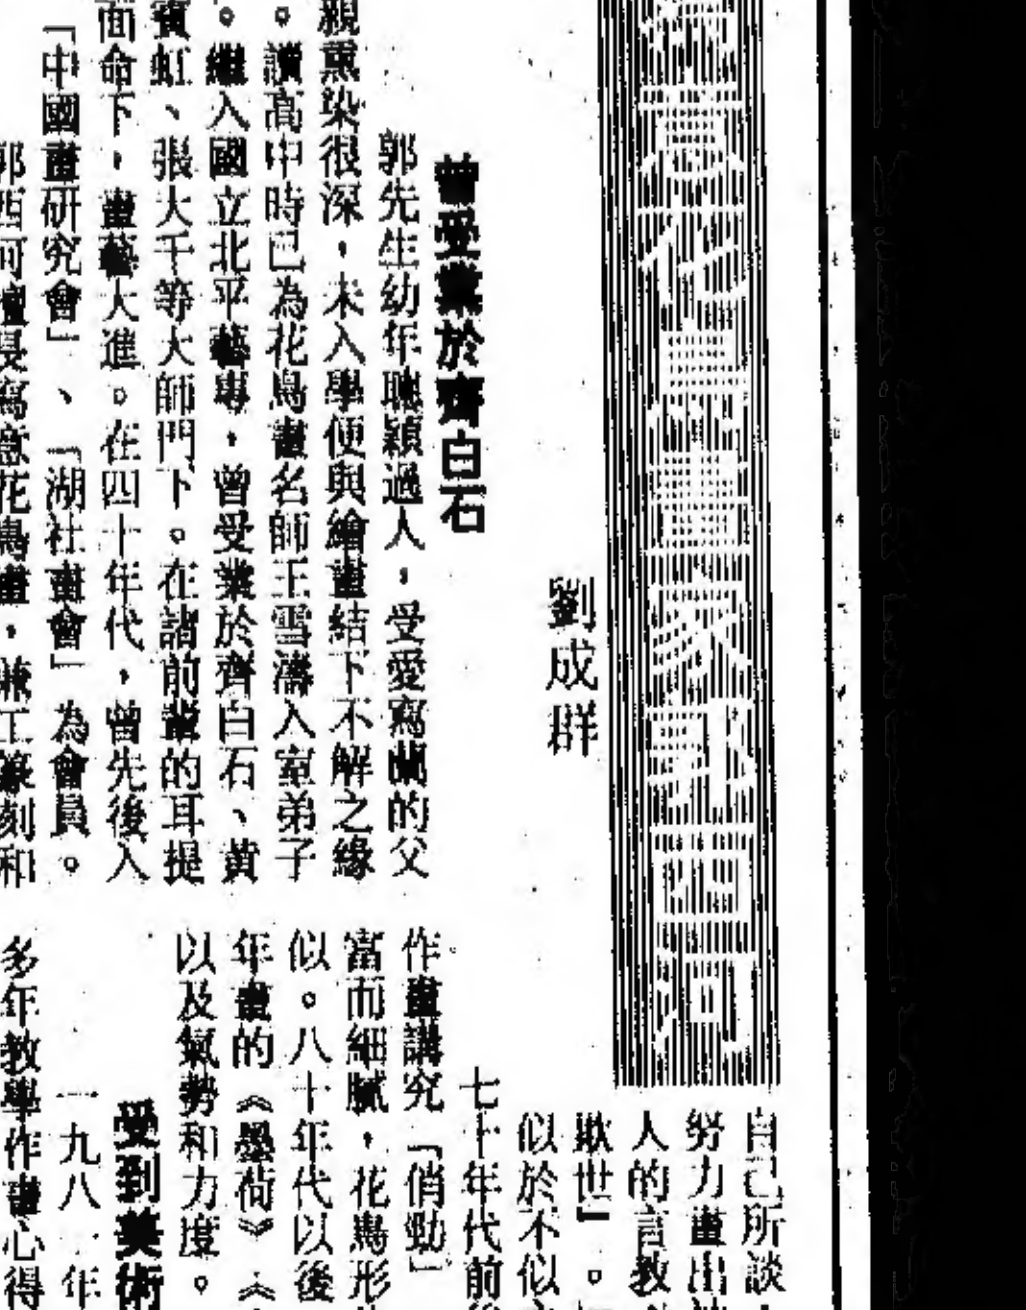 畫家郭西河
劉成群
曾受業於齊白石
郭先生幼年聰穎過人，受愛寫蘭的父
親熏染很深，未入學便與繪畫結下不解之緣
。讀高中時已為花鳥畫名師王雪濤入室弟子
。繼入國立北平藝專，曾受業於齊白石、黃
賓虹、張大千等大師門下。在諸前輩的耳提
面命下，畫藝大進。在四十年代，曾先後入
「中國畫研究會」、「湖社畫會」為會員。
郭西河擅長寫意花鳥畫，兼工篆刻和
自己所談
努力畫出
人的言教
欺世」。
似於不似
七十年代前
作畫講究「俏勁」
富而細膩，花鳥形
似。八十年代以後
年畫的《墨荷》《
以及氣勢和力度。
受到美術
一九八一年
多年教學作畫心得